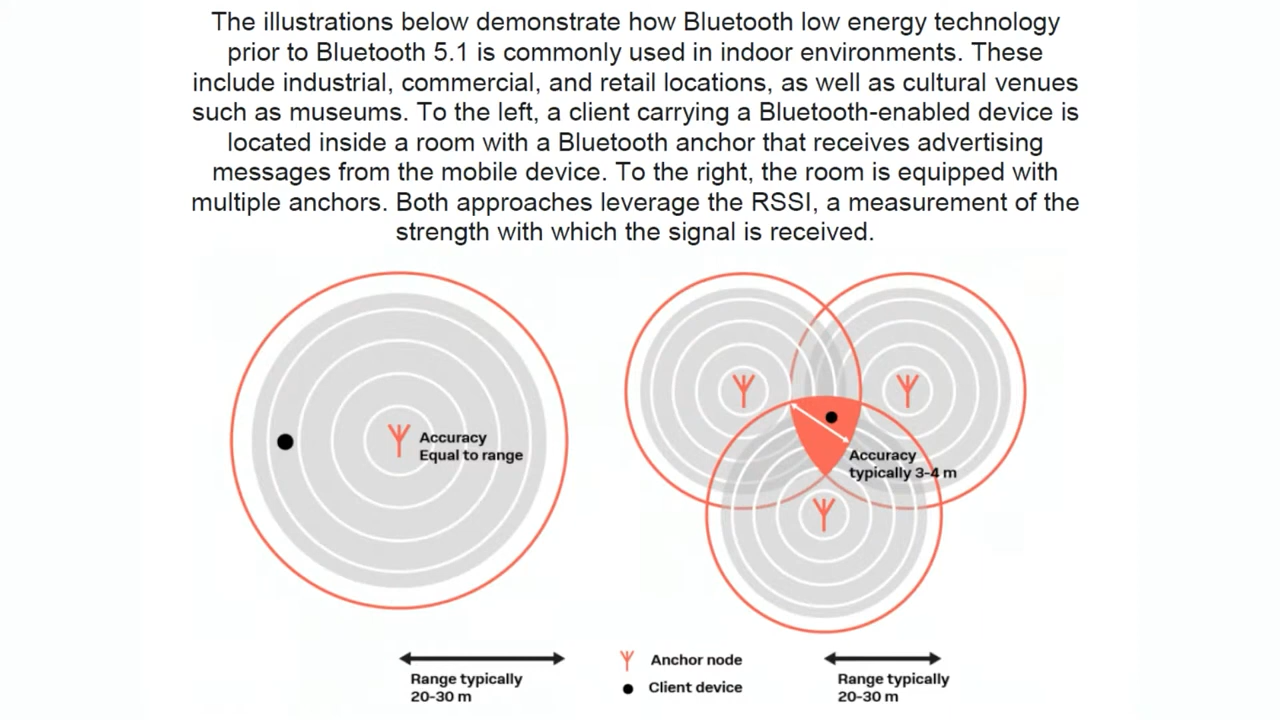 The illustrations below demonstrate how Bluetooth low energy technology
prior to Bluetooth 5.1 is commonly used in indoor environments. These
include industrial, commercial, and retail locations, as well as cultural venues
such as museums. To the left, a client carrying a Bluetooth-enabled device is
located inside a room with a Bluetooth anchor that receives advertising
messages from the mobile device. To the right, the room is equipped with
multiple anchors. Both approaches leverage the RSSI, a measurement of the
strength with which the signal is received.
Accuracy
Equal to range
Accuracy
typically 3-4 m
Range typically
20-30 m
Anchor node
Client device
Range typically
20-30 m